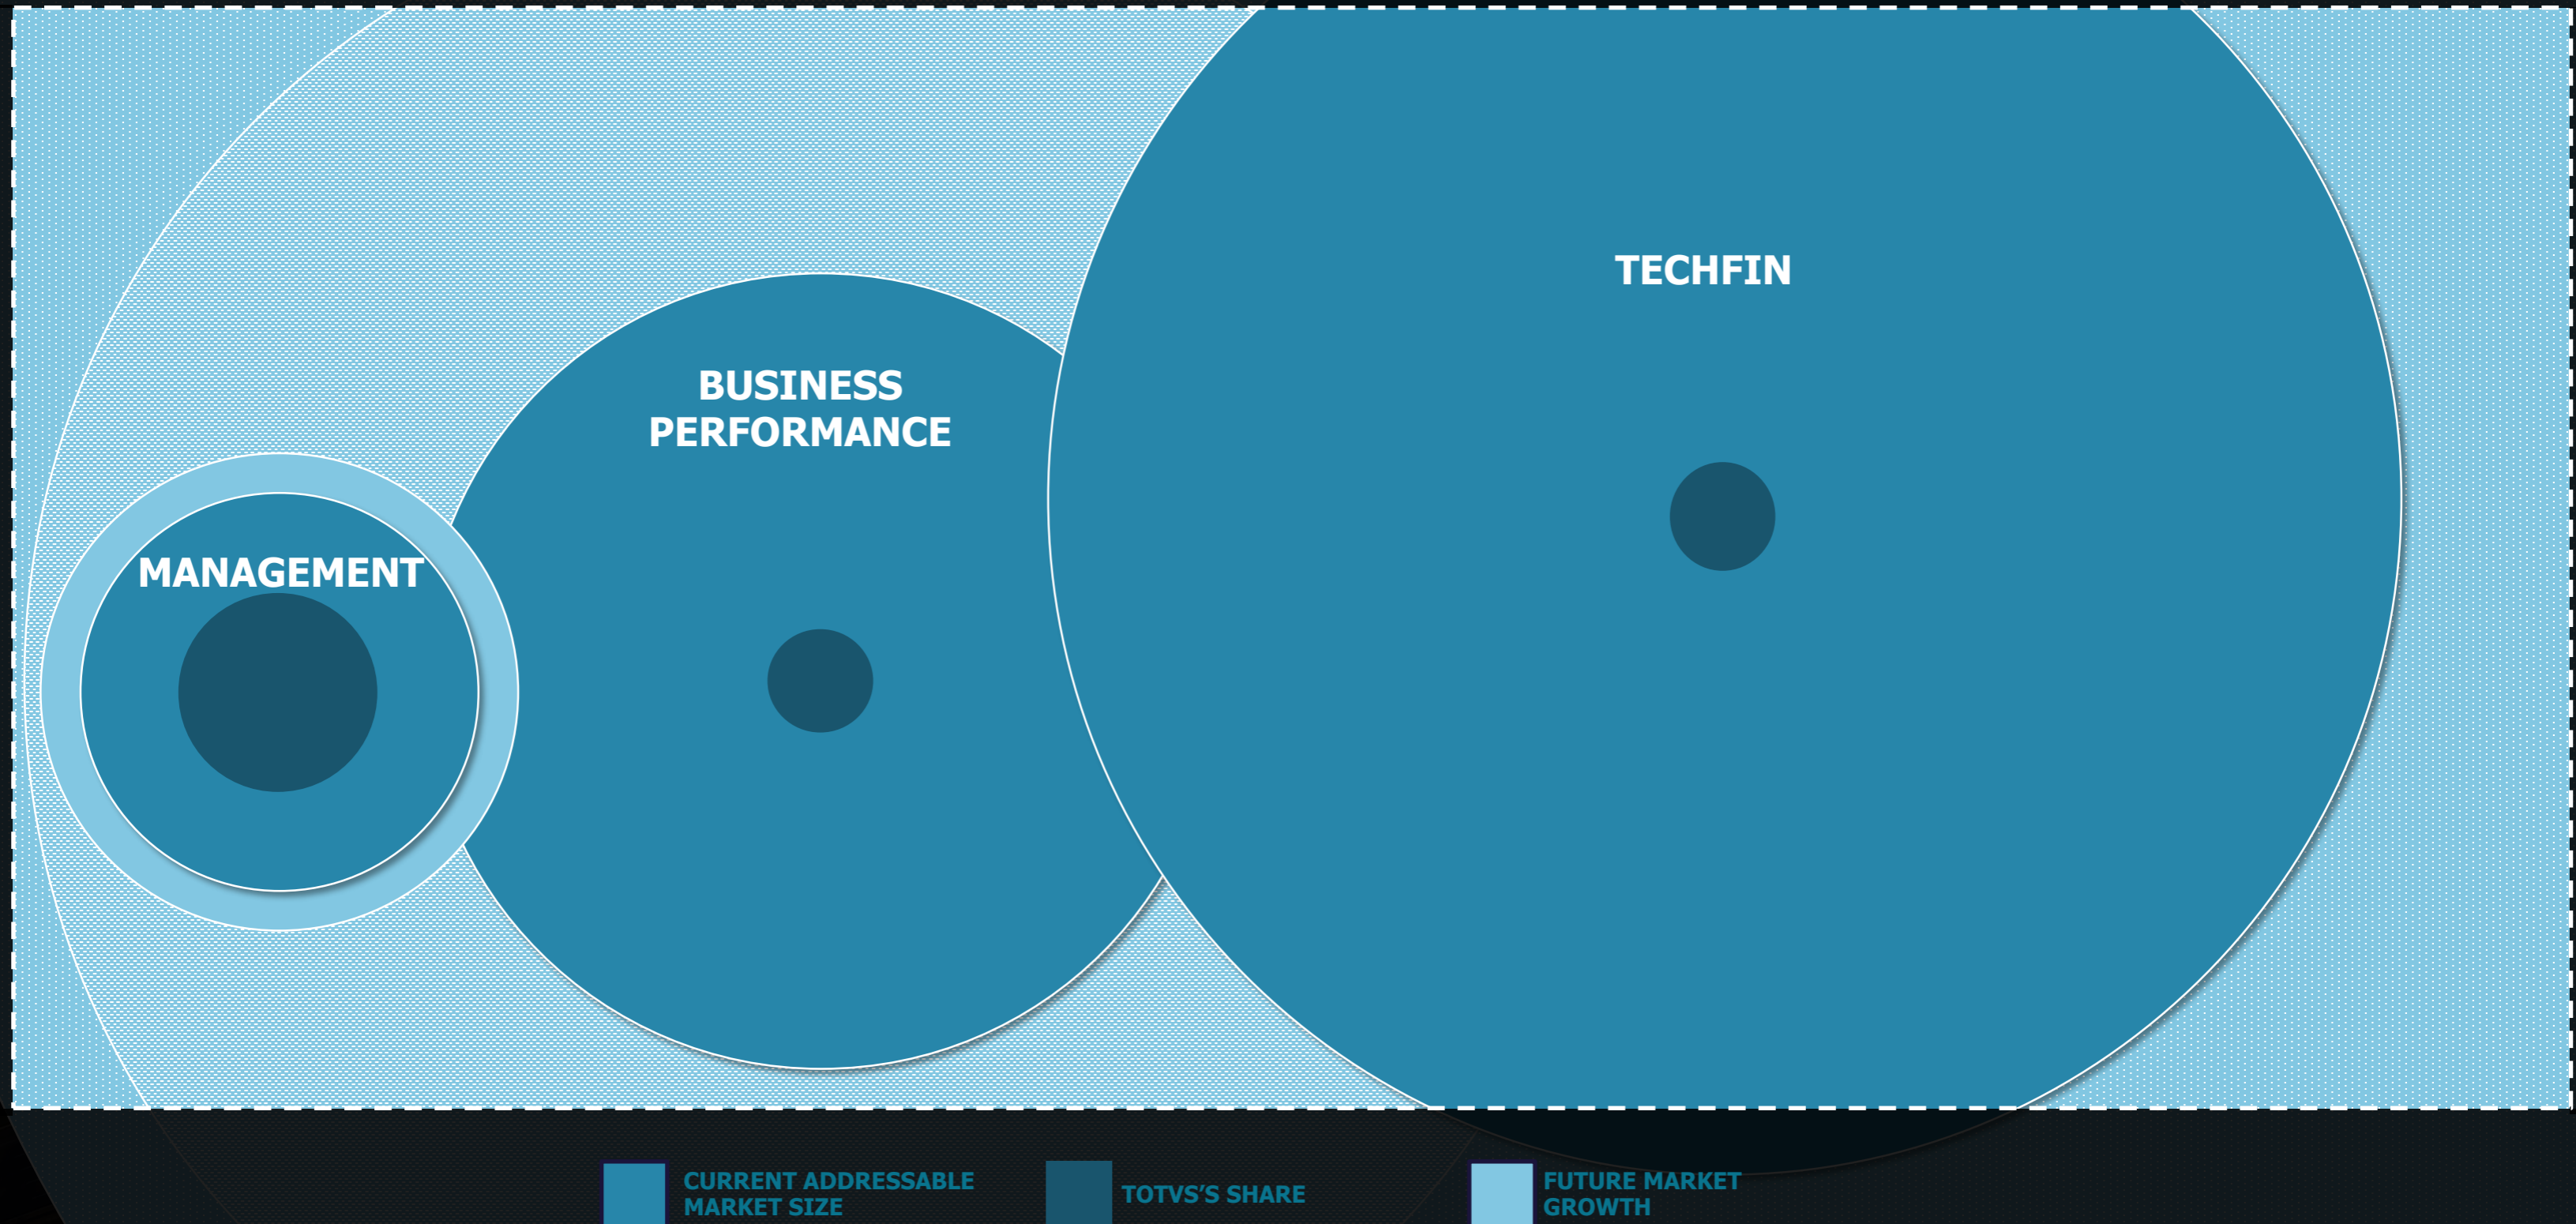 TECHFIN
BUSINESS
PERFORMANCE
MANAGEMENT
CURRENT ADDRESSABLE
MARKET SIZE
TOTVS’S SHARE
FUTURE MARKET
GROWTH